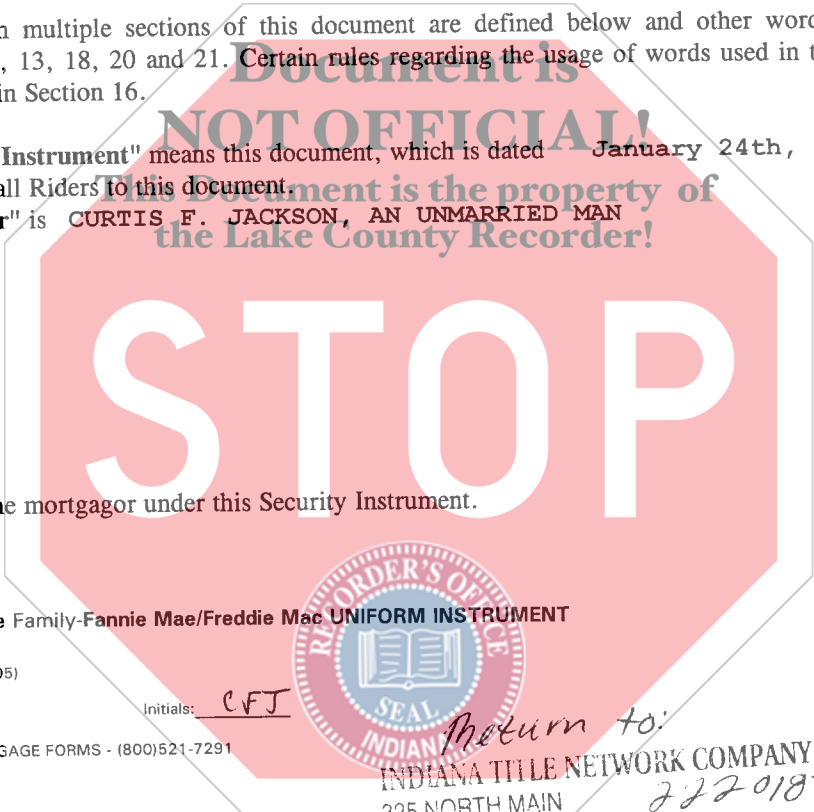 n multiple sections of this document are defined below and other word
, 13, 18, 20 and 21. Certain rules regarding the usage of words used in t
in Section 16.
Document is
NOT OFFICIAL!
Instrument" means this document, which is dated January 24th,
all Riders to this document.
This Document is the property of
r" is CURTIS F. JACKSON, AN UNMARRIED MAN
the Lake County Recorder!
STOP
ne mortgagor under this Security Instrument.
RECORDER'S OFFICE
SEAL
INDIANA
e Family-Fannie Mae/Freddie Mac UNIFORM INSTRUMENT
05)
Initials: CFJ
GAGE FORMS - (800)521-7291
Return to:
INDIANA TITLE NETWORK COMPANY
325 NORTH MAIN
222018